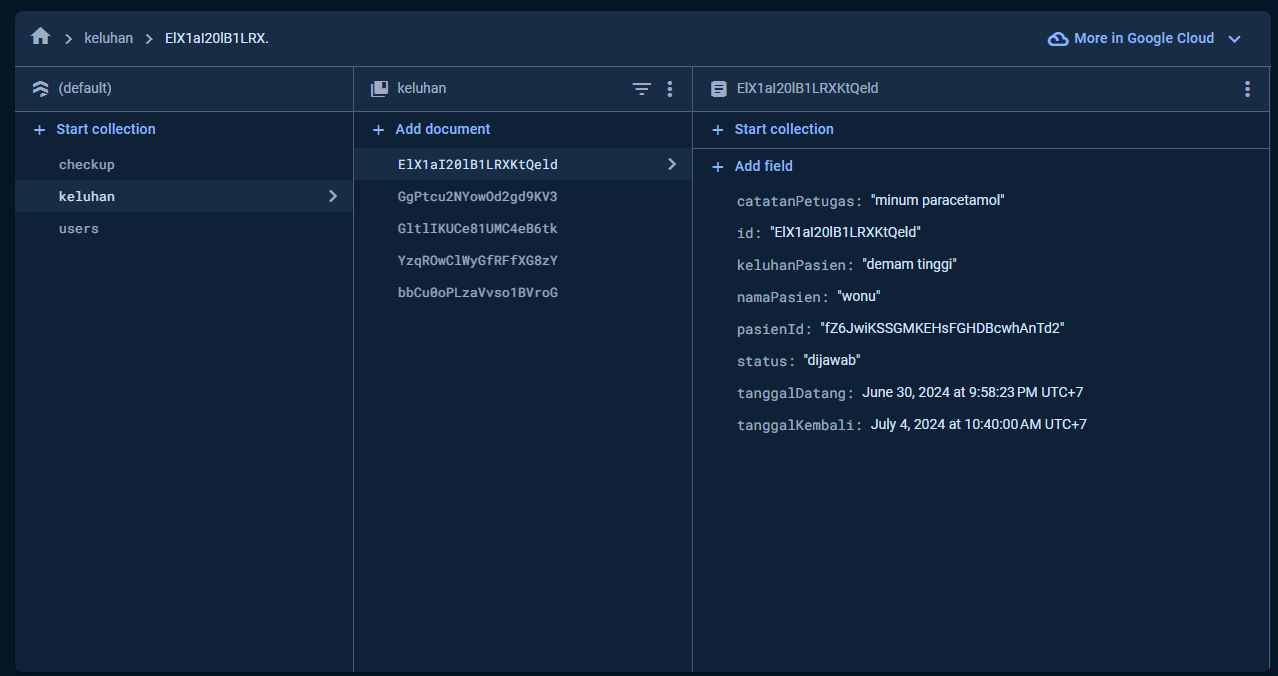 keluhan ElX1aI20lB1LRX.
More in Google Cloud
(default)
Start collection
checkup
keluhan
users
keluhan
Add document
ElX1aI20lB1LRXKtQeld
GgPtcu2NYowOd2gd9KV3
GltlIKUCe81UMC4eB6tk
YzqROwClWyGfRFfXG8zY
bbCu0oPLzaVvso1BVroG
ElX1aI20lB1LRXKtQeld
Start collection
Add field
catatanPetugas: "minum paracetamol"
id: "ElX1aI20lB1LRXKtQeld"
keluhanPasien: "demam tinggi"
namaPasien: "wonu"
pasienId: "fZ6JwiKSSGMKEHsFGHDBcwhAnTd2"
status: "dijawab"
tanggalDatang: June 30, 2024 at 9:58:23 PM UTC+7
tanggalKembali: July 4, 2024 at 10:40:00 AM UTC+7